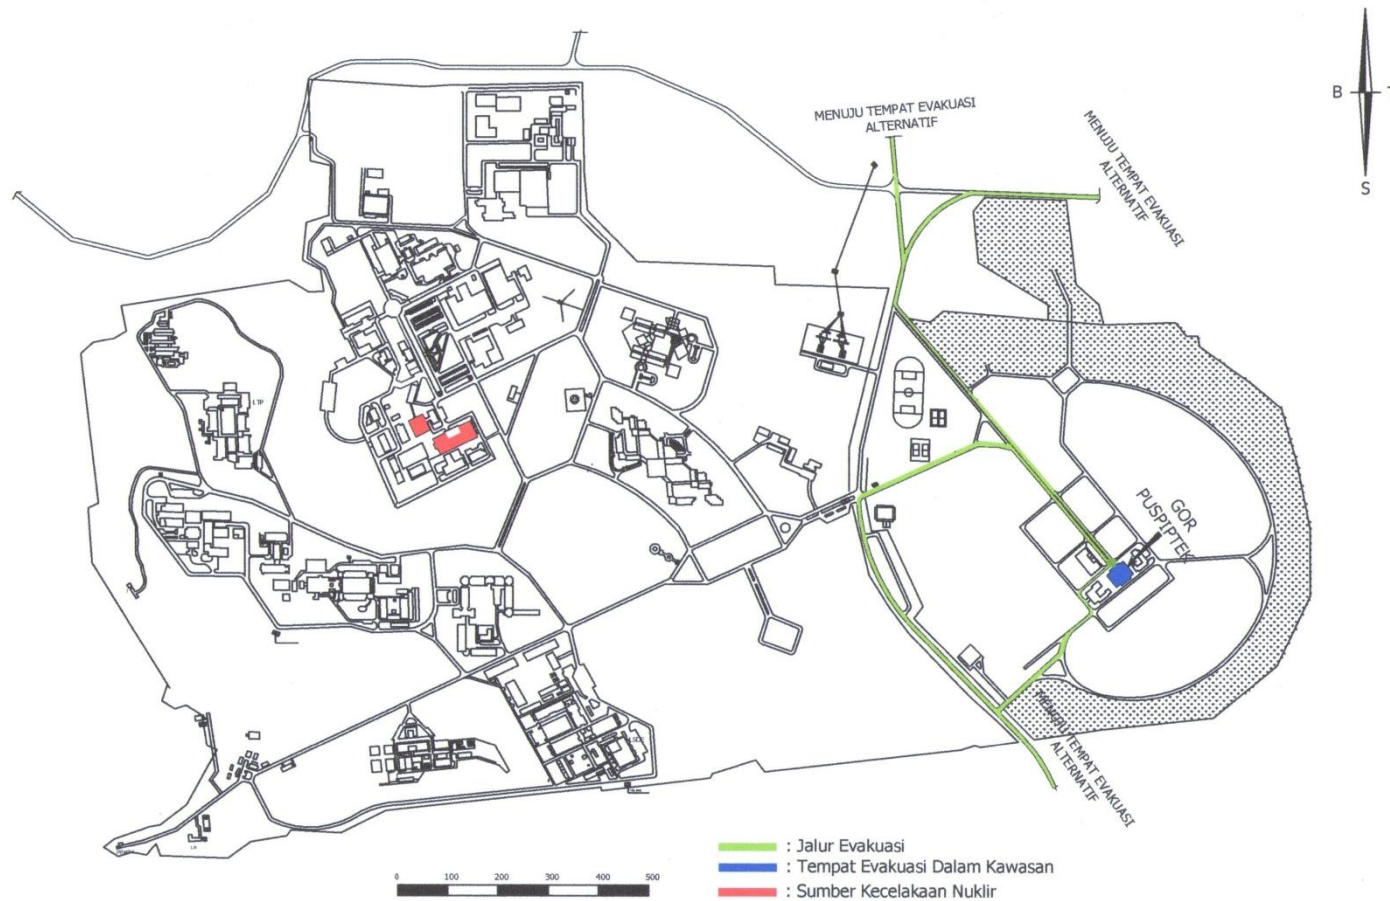 MENUJU TEMPAT EVAKUASI
ALTERNATIF
MENUJU TEMPAT EVAKUASI
ALTERNATIF
B
S
LTP
GOR
PUSPIPTEK
MENUJU TEMPAT EVAKUASI
ALTERNATIF
: Jalur Evakuasi
: Tempat Evakuasi Dalam Kawasan
: Sumber Kecelakaan Nuklir
0 100 200 300 400 500